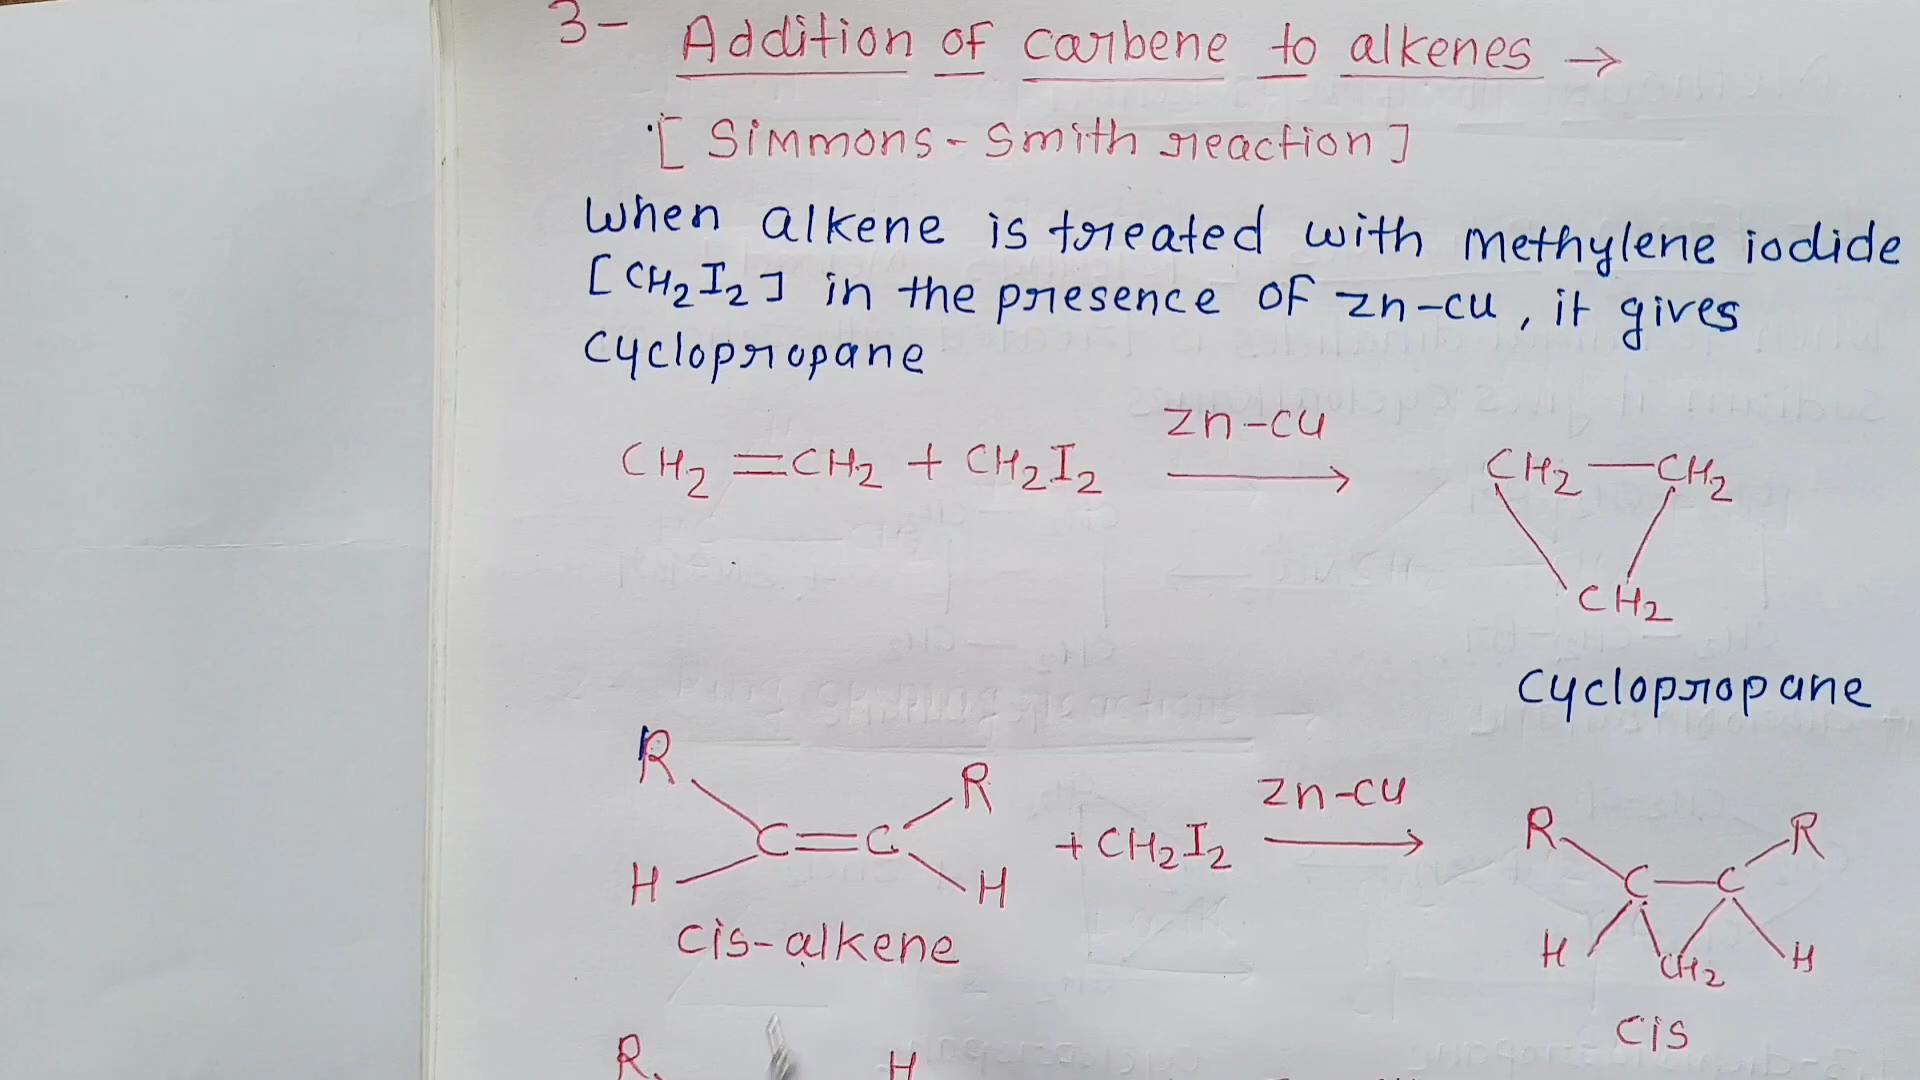 3- Addition of carbene to alkenes →
[Simmons-Smith reaction]
When alkene is treated with Methylene iodide
[CH2I2] in the presence of Zn-Cu, it gives
Cyclopropane
Zn-Cu
CH2=CH2 + CH2I2 → CH2—CH2
CH2
Cyclopropane
R R Zn-Cu R R
C=C + CH2I2 → C—C
H H H CH2 H
Cis-alkene
Cis
R H